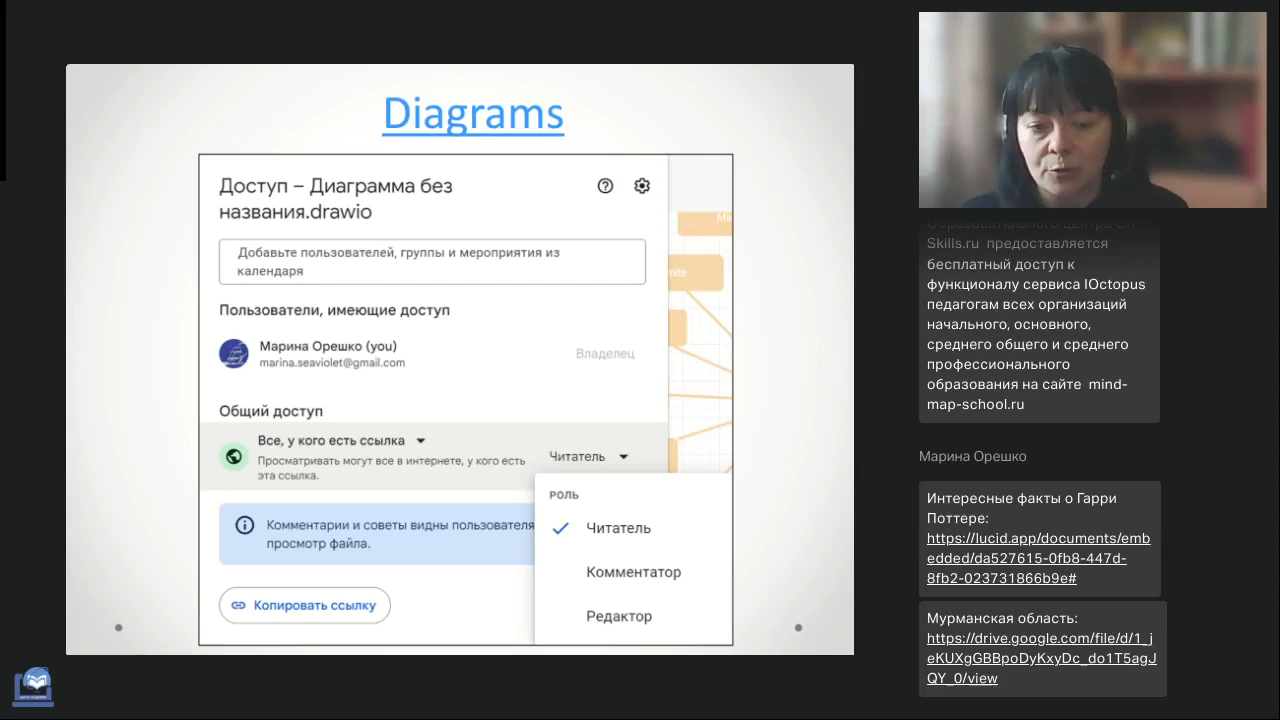 Diagrams
Доступ – Диаграмма без
названия.drawio
Добавьте пользователей, группы и мероприятия из
календаря
Пользователи, имеющие доступ
Марина Орешко (you)
marina.seaviolet@gmail.com
Владелец
Общий доступ
Все, у кого есть ссылка
Просматривать могут все в интернете, у кого есть
эта ссылка.
Читатель
РОЛЬ
Читатель
Комментатор
Редактор
Комментарии и советы видны пользователя
просмотр файла.
Копировать ссылку
Образовательного центра On
Skills.ru предоставляется
бесплатный доступ к
функционалу сервиса IOctopus
педагогам всех организаций
начального, основного,
среднего общего и среднего
профессионального
образования на сайте mind-
map-school.ru
Марина Орешко
Интересные факты о Гарри
Поттере:
https://lucid.app/documents/emb
edded/da527615-0fb8-447d-
8fb2-023731866b9e#
Мурманская область:
https://drive.google.com/file/d/1_j
eKUXgGBBpoDyKxyDc_do1T5agJ
QY_0/view